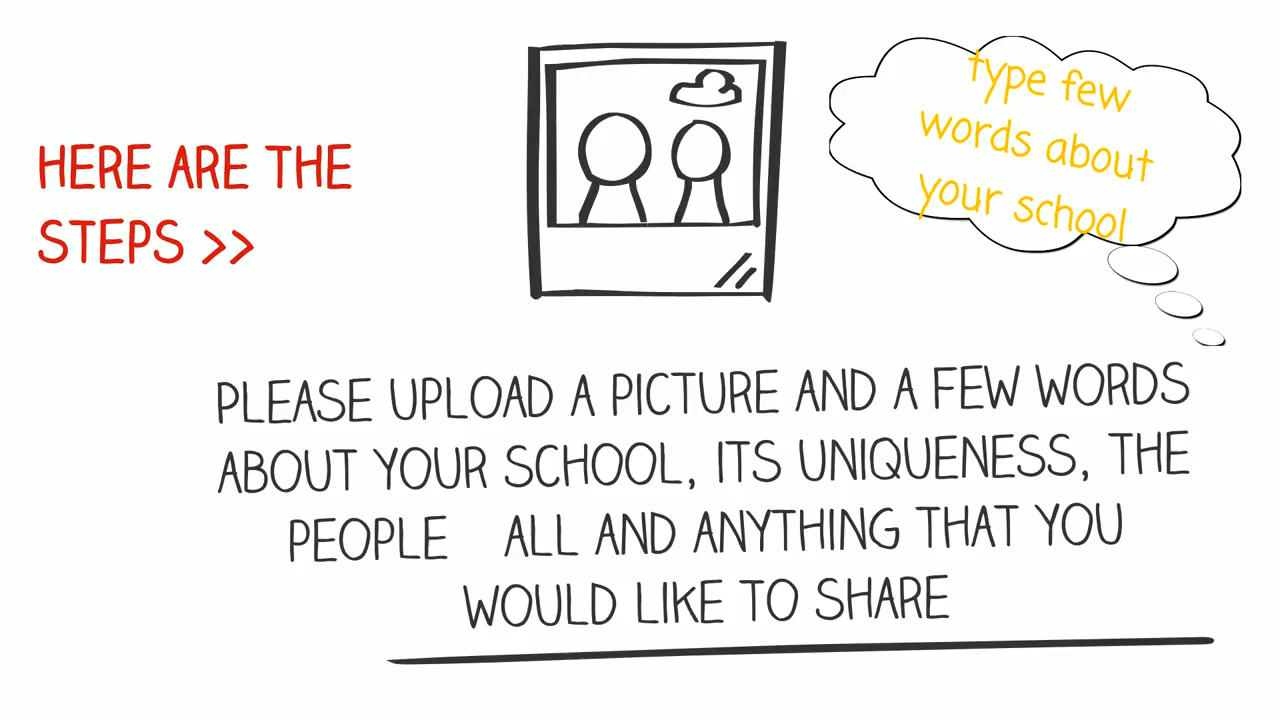 HERE ARE THE
STEPS >>
type few
words about
your school
PLEASE UPLOAD A PICTURE AND A FEW WORDS
ABOUT YOUR SCHOOL, ITS UNIQUENESS, THE
PEOPLE ALL AND ANYTHING THAT YOU
WOULD LIKE TO SHARE